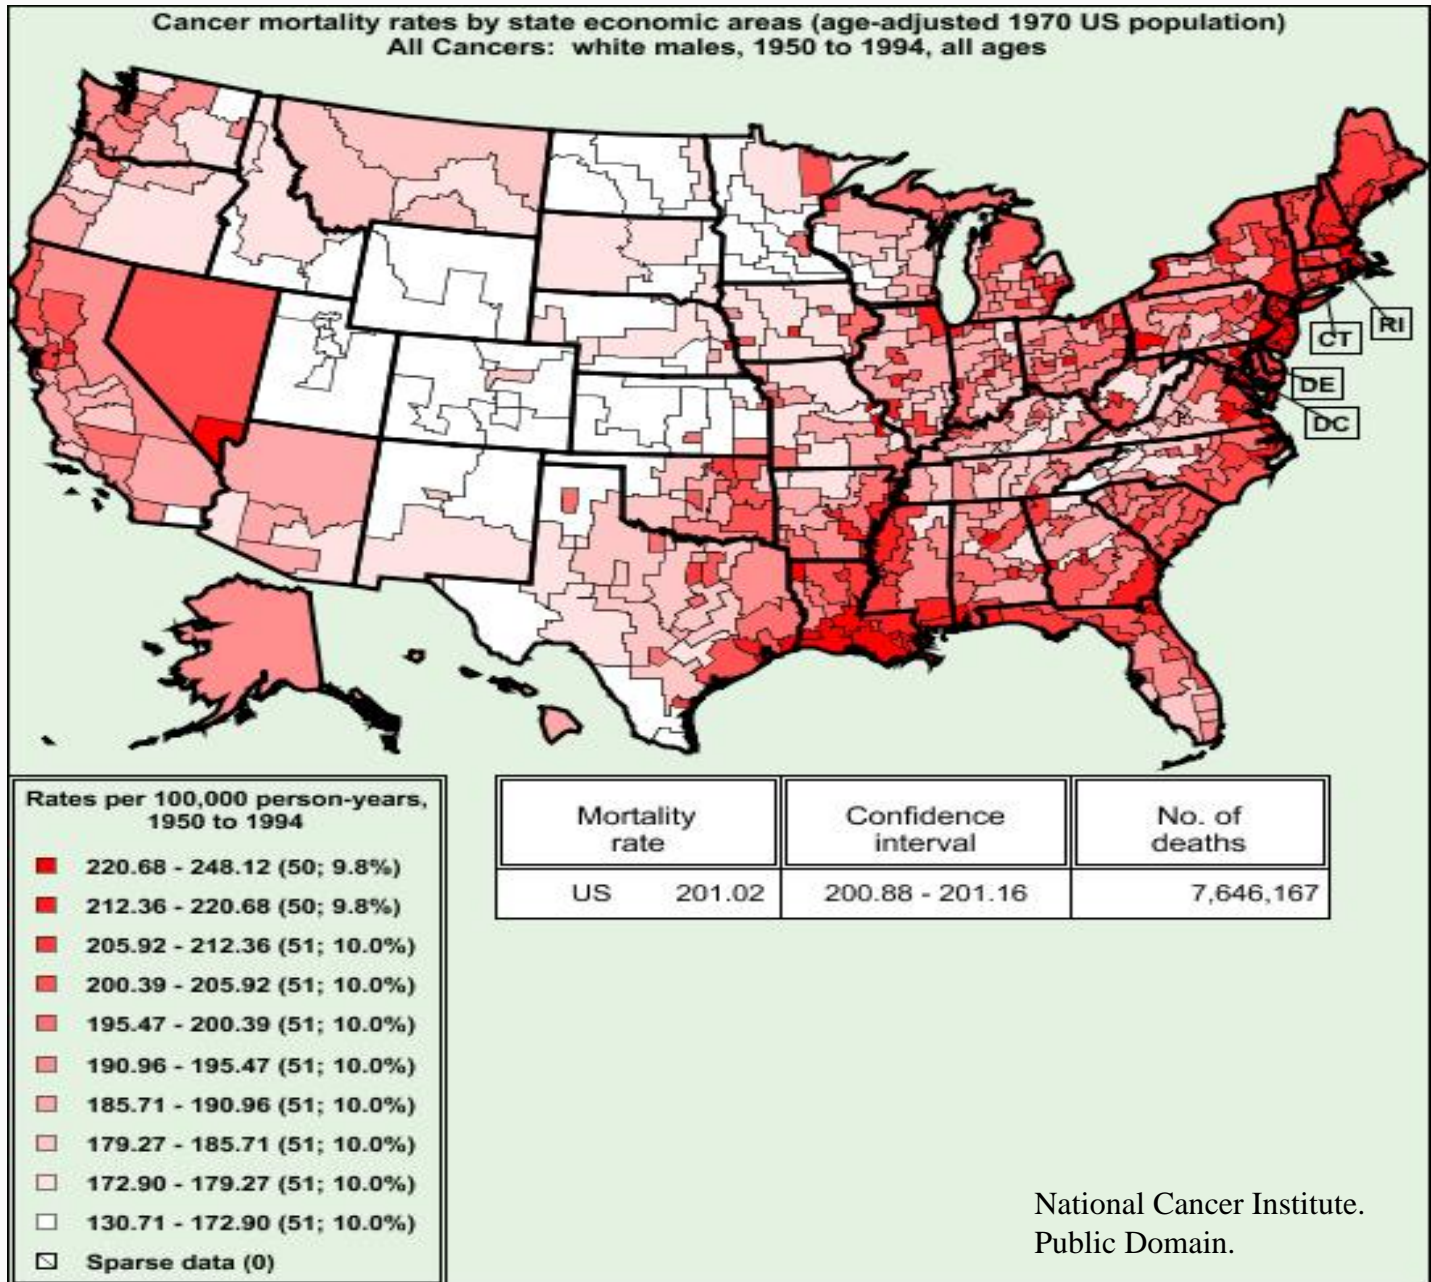 Cancer mortality rates by state economic areas (age-adjusted 1970 US population)
All Cancers: white males, 1950 to 1994, all ages
RI
CT
DE
DC
Rates per 100,000 person-years,
1950 to 1994
220.68 - 248.12 (50; 9.8%)
212.36 - 220.68 (50; 9.8%)
205.92 - 212.36 (51; 10.0%)
200.39 - 205.92 (51; 10.0%)
195.47 - 200.39 (51; 10.0%)
190.96 - 195.47 (51; 10.0%)
185.71 - 190.96 (51; 10.0%)
179.27 - 185.71 (51; 10.0%)
172.90 - 179.27 (51; 10.0%)
130.71 - 172.90 (51; 10.0%)
Sparse data (0)
Mortality
rate
Confidence
interval
No. of
deaths
US 201.02 200.88 - 201.16 7,646,167
National Cancer Institute.
Public Domain.